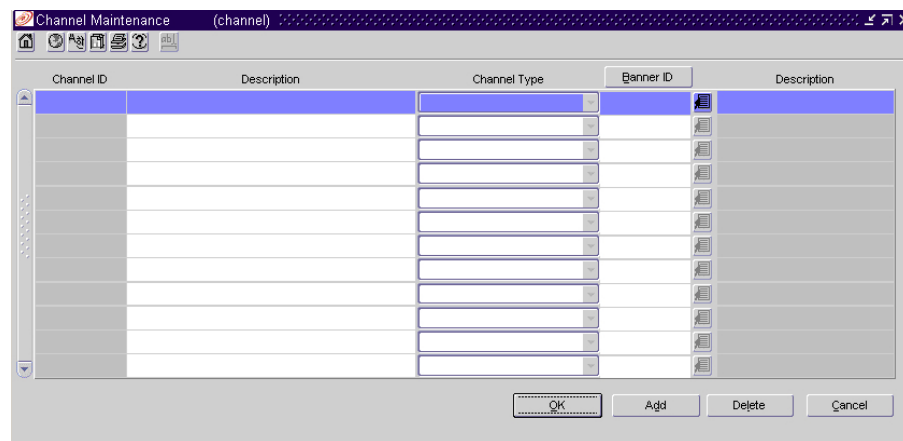 Channel Maintenance (channel)
Channel ID Description Channel Type Banner ID Description
OK Add Delete Cancel